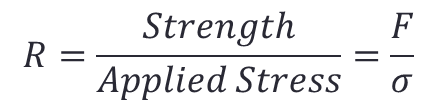 R = Strength / Applied Stress = F / σ